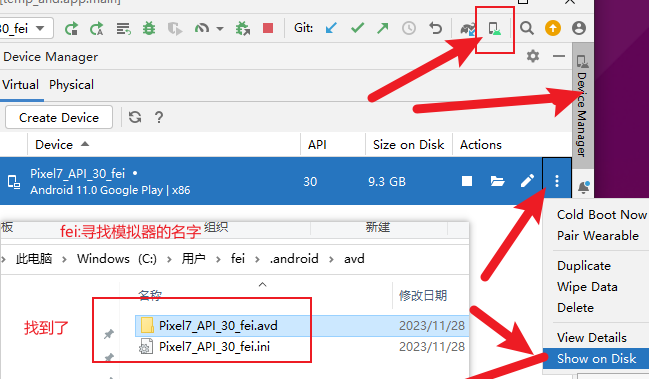 [temp_and.app.main]
30_fei
Git:
Device Manager
Virtual Physical
Create Device
Device API Size on Disk Actions
Pixel7_API_30_fei
Android 11.0 Google Play | x86
30 9.3 GB
Device Manager
Cold Boot Now
Pair Wearable
Duplicate
Wipe Data
Delete
View Details
Show on Disk
板 组织 新建
fei:寻找模拟器的名字
此电脑 Windows (C:) 用户 fei .android avd
名称 修改日期
找到了
Pixel7_API_30_fei.avd 2023/11/28
Pixel7_API_30_fei.ini 2023/11/28